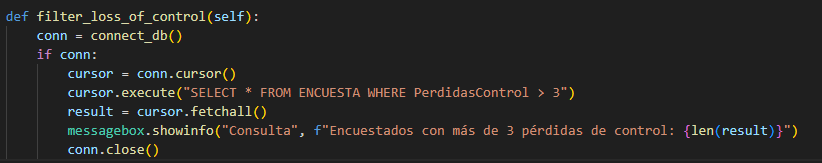 def filter_loss_of_control(self):
    conn = connect_db()
    if conn:
        cursor = conn.cursor()
        cursor.execute("SELECT * FROM ENCUESTA WHERE PerdidasControl > 3")
        result = cursor.fetchall()
        messagebox.showinfo("Consulta", f"Encuestados con más de 3 pérdidas de control: {len(result)}")
        conn.close()